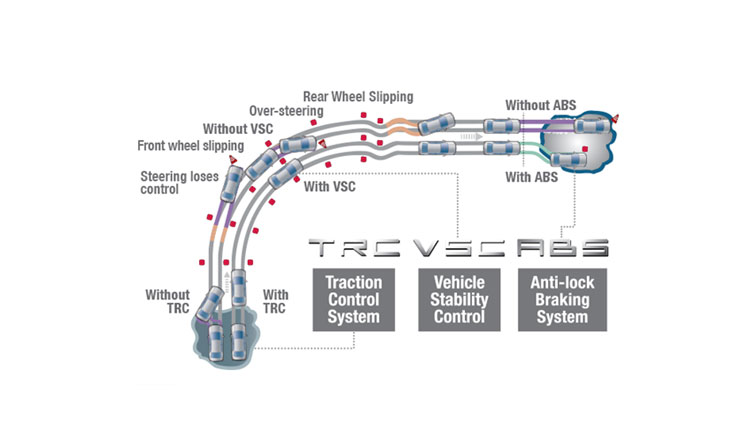 Rear Wheel Slipping
Over-steering
Without VSC
Front wheel slipping
Steering loses
control
With VSC
Without ABS
With ABS
TRC VSC ABS
Without
TRC
With
TRC
Traction
Control
System
Vehicle
Stability
Control
Anti-lock
Braking
System